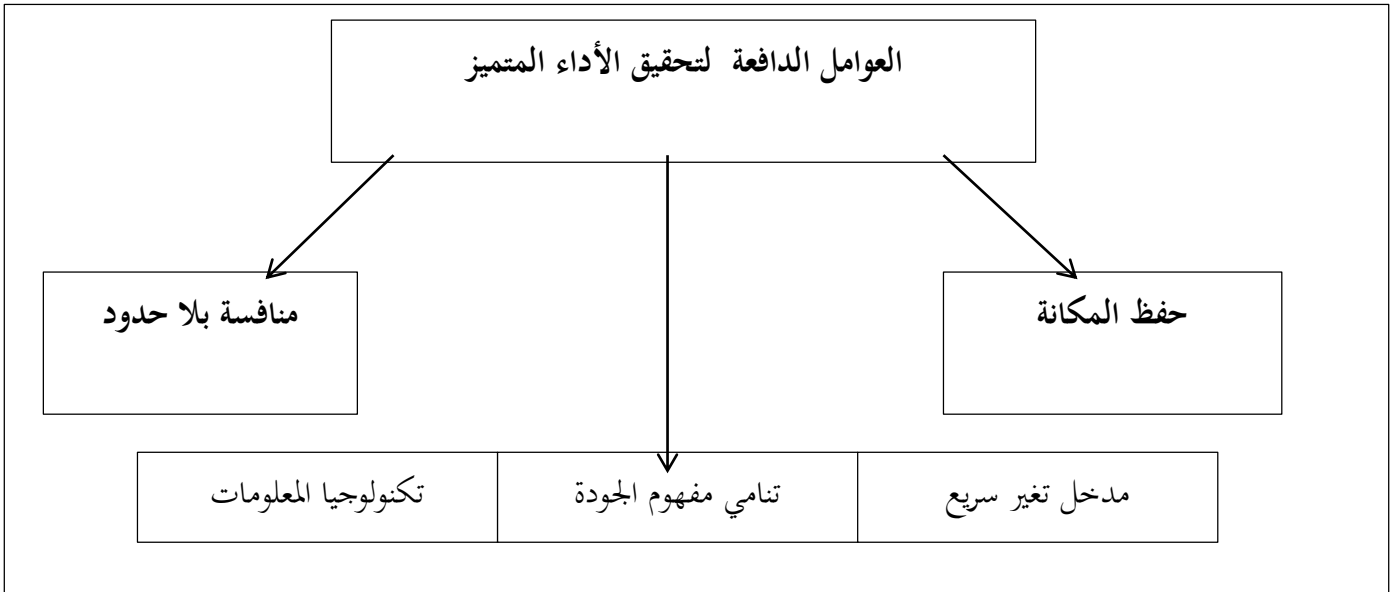 العوامل الدافعة لتحقيق الأداء المتميز
حفظ المكانة
منافسة بلا حدود
مدخل تغير سريع
تنامي مفهوم الجودة
تكنولوجيا المعلومات